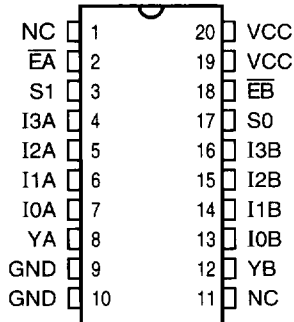 NC 1 20 VCC
E̅A̅ 2 19 VCC
S1 3 18 E̅B̅
I3A 4 17 S0
I2A 5 16 I3B
I1A 6 15 I2B
I0A 7 14 I1B
YA 8 13 I0B
GND 9 12 YB
GND 10 11 NC